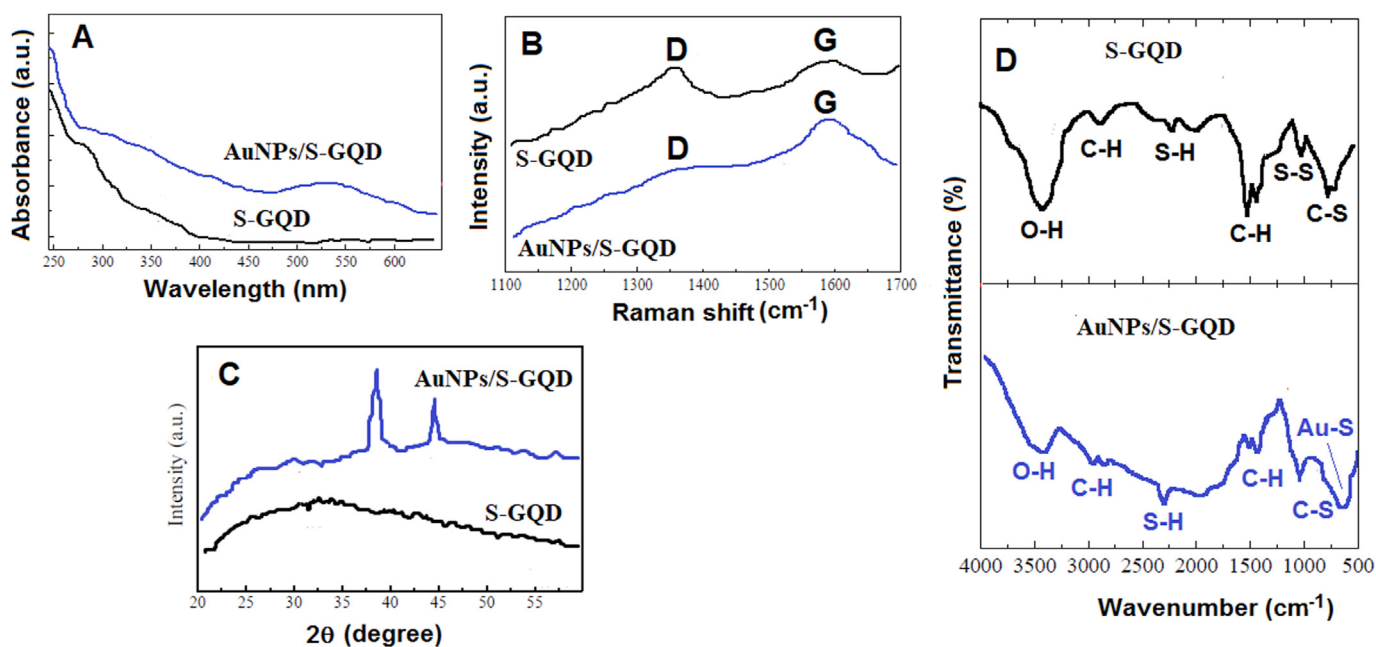 A
Absorbance (a.u.)
AuNPs/S-GQD
S-GQD
250 300 350 400 450 500 550 600
Wavelength (nm)
B
D
G
Intensity (a.u.)
S-GQD
D
G
AuNPs/S-GQD
1100 1200 1300 1400 1500 1600 1700
Raman shift (cm-1)
C
Intensity (a.u.)
AuNPs/S-GQD
S-GQD
20 25 30 35 40 45 50 55
2θ (degree)
D
S-GQD
C-H
S-H
S-S
O-H
C-H
C-S
Transmittance (%)
AuNPs/S-GQD
Au-S
O-H
C-H
C-H
S-H
C-S
4000 3500 3000 2500 2000 1500 1000 500
Wavenumber (cm-1)